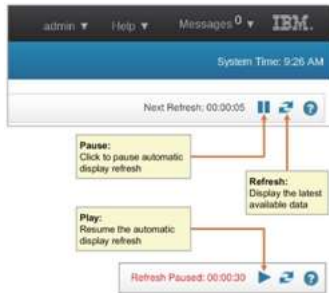 admin ▼ Help ▼ Messages 0 ▼ IBM.
System Time: 9:26 AM
Next Refresh: 00:00:05
Pause:
Click to pause automatic
display refresh
Refresh:
Display the latest
available data
Play:
Resume the automatic
display refresh
Refresh Paused: 00:00:30